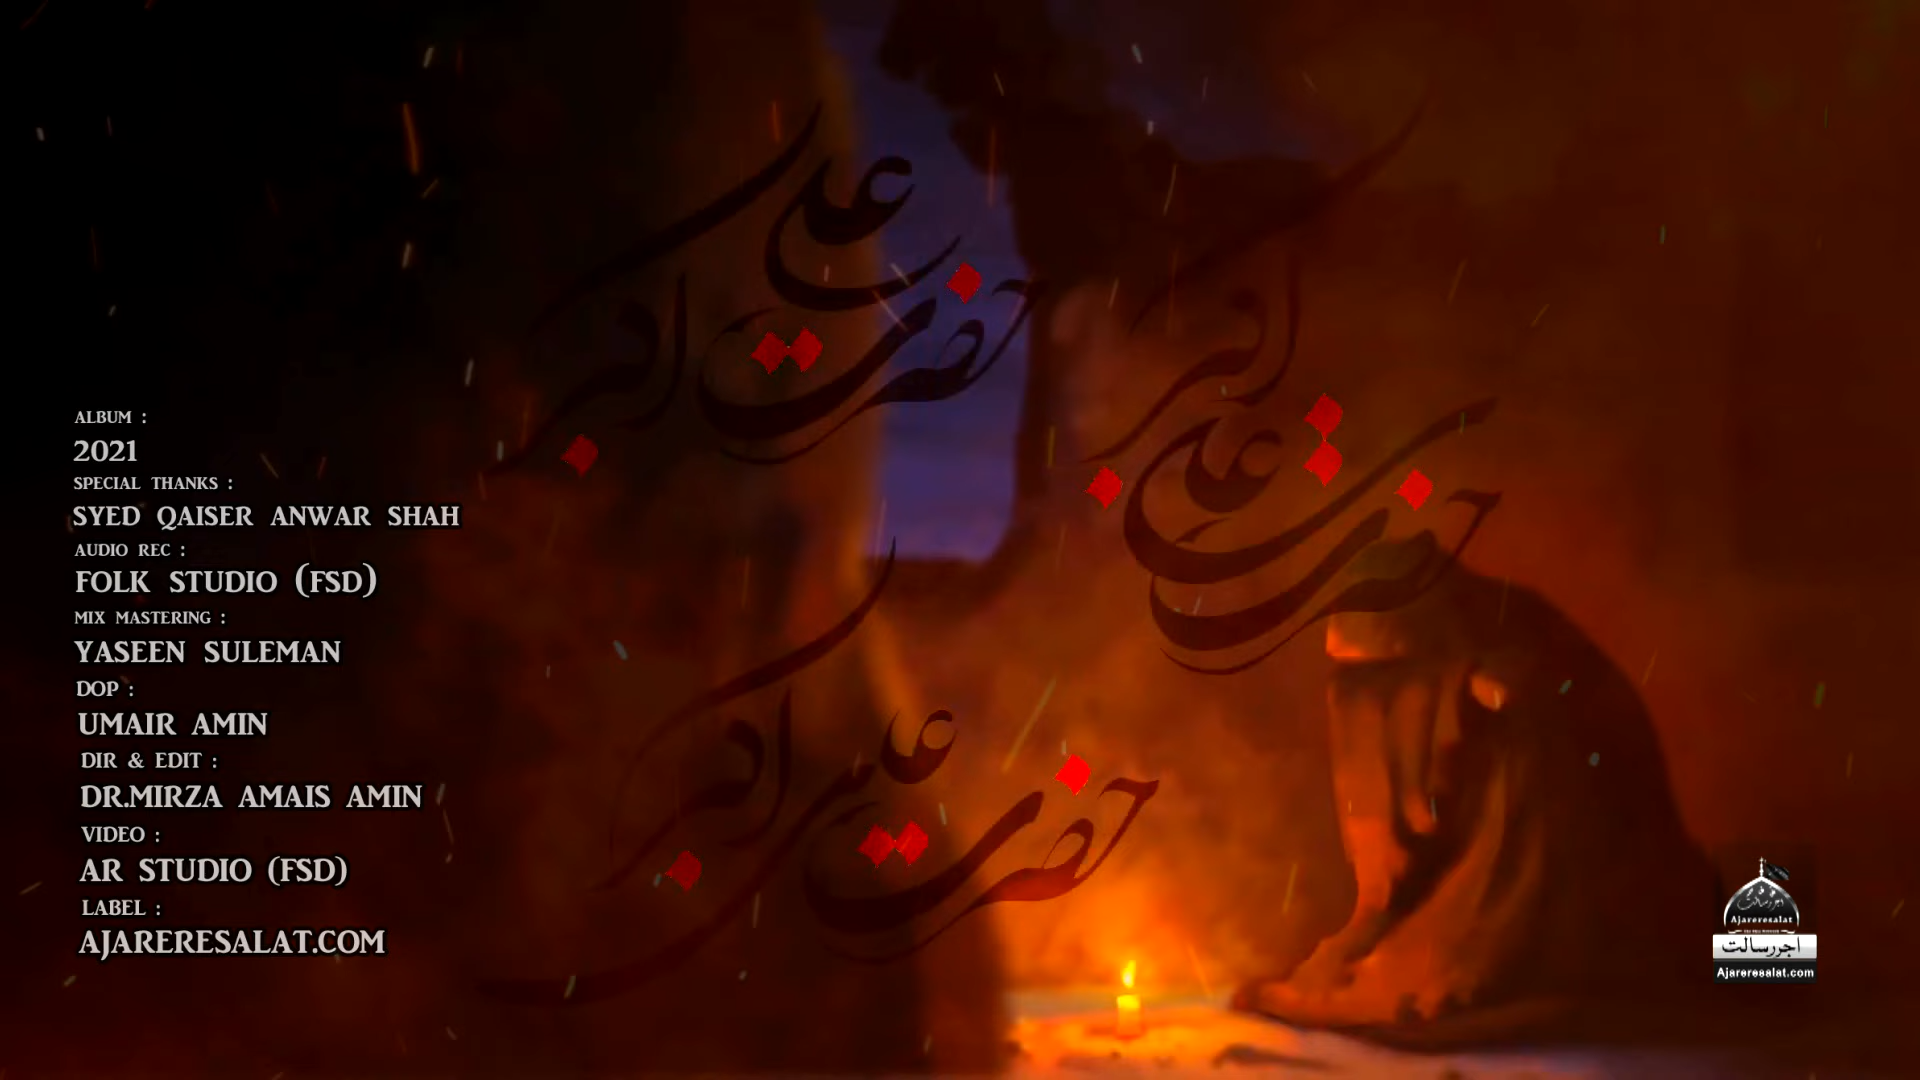 حضرت علی اکبر
حضرت علی اکبر
حضرت علی اکبر
ALBUM :
2021
SPECIAL THANKS :
SYED QAISER ANWAR SHAH
AUDIO REC :
FOLK STUDIO (FSD)
MIX MASTERING :
YASEEN SULEMAN
DOP :
UMAIR AMIN
DIR & EDIT :
DR.MIRZA AMAIS AMIN
VIDEO :
AR STUDIO (FSD)
LABEL :
AJARERESALAT.COM
اجررسالت
Ajareresalat
اجررسالت
Ajareresalat.com